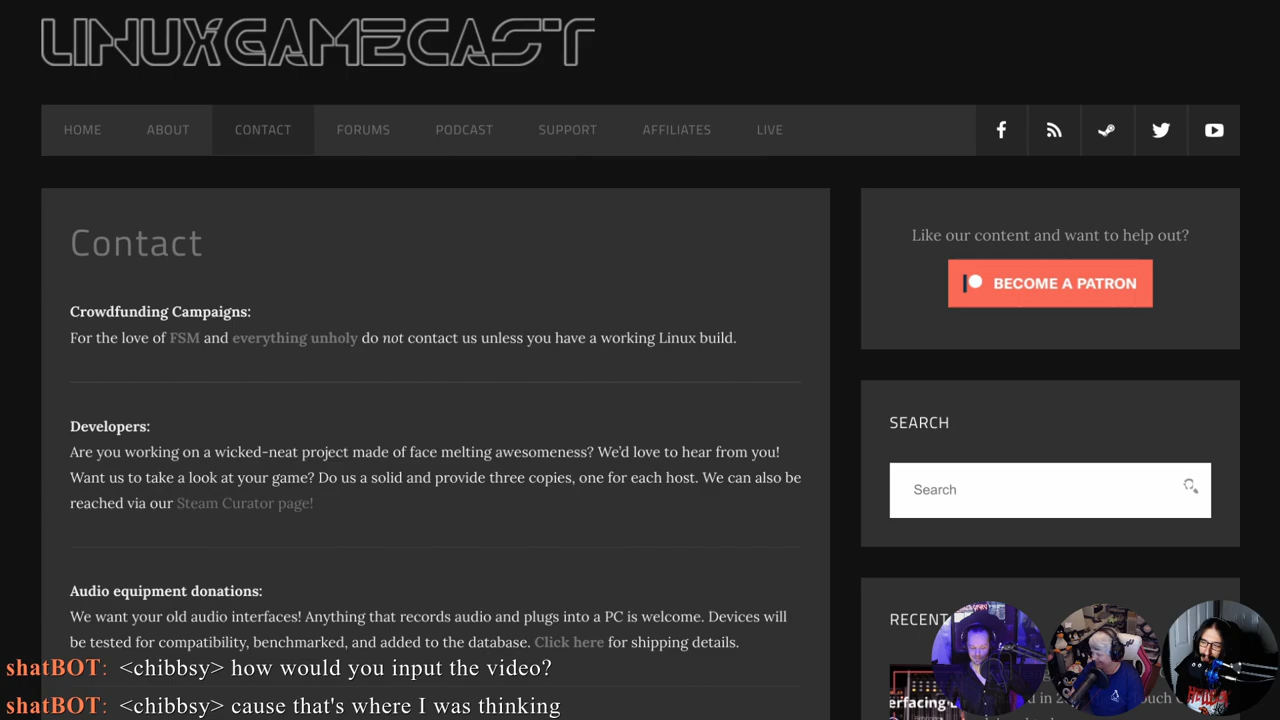 LINUXGAMECAST
HOME ABOUT CONTACT FORUMS PODCAST SUPPORT AFFILIATES LIVE
Contact
Crowdfunding Campaigns:
For the love of FSM and everything unholy do not contact us unless you have a working Linux build.
Developers:
Are you working on a wicked-neat project made of face melting awesomeness? We'd love to hear from you!
Want us to take a look at your game? Do us a solid and provide three copies, one for each host. We can also be
reached via our Steam Curator page!
Audio equipment donations:
We want your old audio interfaces! Anything that records audio and plugs into a PC is welcome. Devices will
be tested for compatibility, benchmarked, and added to the database. Click here for shipping details.
Like our content and want to help out?
BECOME A PATRON
SEARCH
Search
RECENT
shatBOT: <chibbsy> how would you input the video?
shatBOT: <chibbsy> cause that's where I was thinking